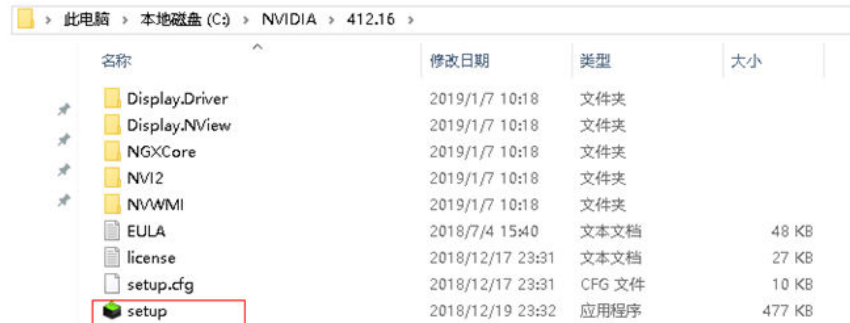 此电脑 › 本地磁盘 (C:) › NVIDIA › 412.16 ›
名称 修改日期 类型 大小
Display.Driver 2019/1/7 10:18 文件夹
Display.NView 2019/1/7 10:18 文件夹
NGXCore 2019/1/7 10:18 文件夹
NVI2 2019/1/7 10:18 文件夹
NVWMI 2019/1/7 10:18 文件夹
EULA 2018/7/4 15:40 文本文档 48 KB
license 2018/12/17 23:31 文本文档 27 KB
setup.cfg 2018/12/17 23:31 CFG 文件 10 KB
setup 2018/12/19 23:32 应用程序 477 KB